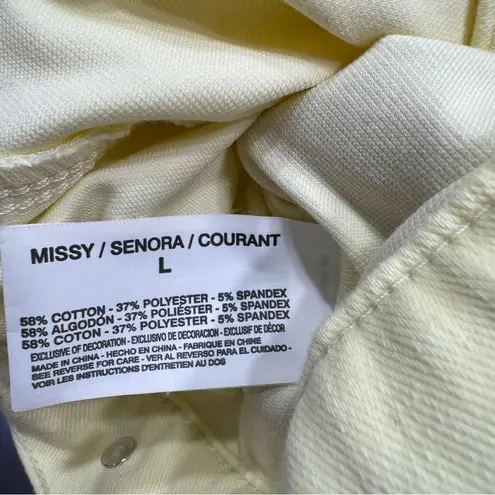 MISSY / SENORA / COURANT
L
58% COTTON - 37% POLYESTER - 5% SPANDEX
58% ALGODÓN - 37% POLIÉSTER - 5% SPANDEX
58% COTTON - 37% POLYESTER - 5% SPANDEX
EXCLUSIVE OF DECORATION - EXCLUSIVO DE DECORACION - EXCLUSIF DE DÉCOR
MADE IN CHINA - HECHO EN CHINA - FABRIQUE EN CHINE
SEE REVERSE FOR CARE - VER AL REVERSO PARA EL CUIDADO -
VOIR LES INSTRUCTIONS D'ENTRETIEN AU DOS